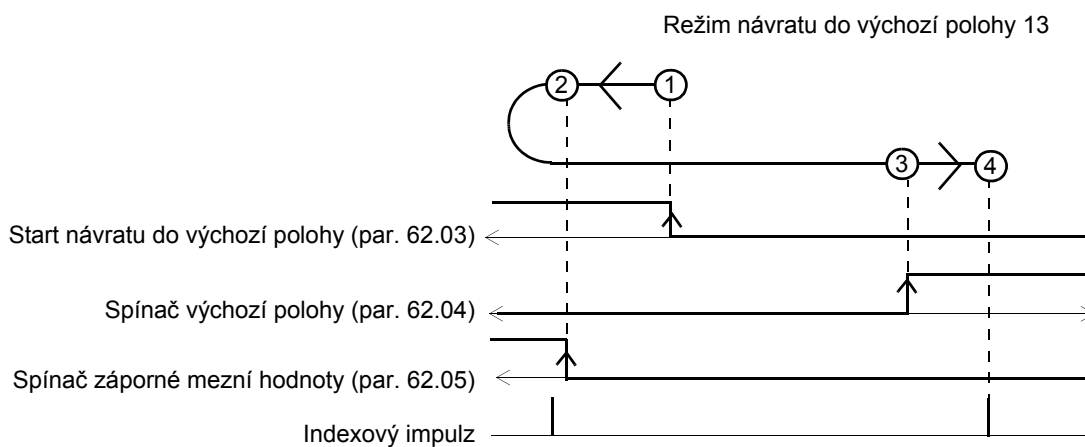 Režim návratu do výchozí polohy 13
2
1
3
4
Start návratu do výchozí polohy (par. 62.03)
Spínač výchozí polohy (par. 62.04)
Spínač záporné mezní hodnoty (par. 62.05)
Indexový impulz